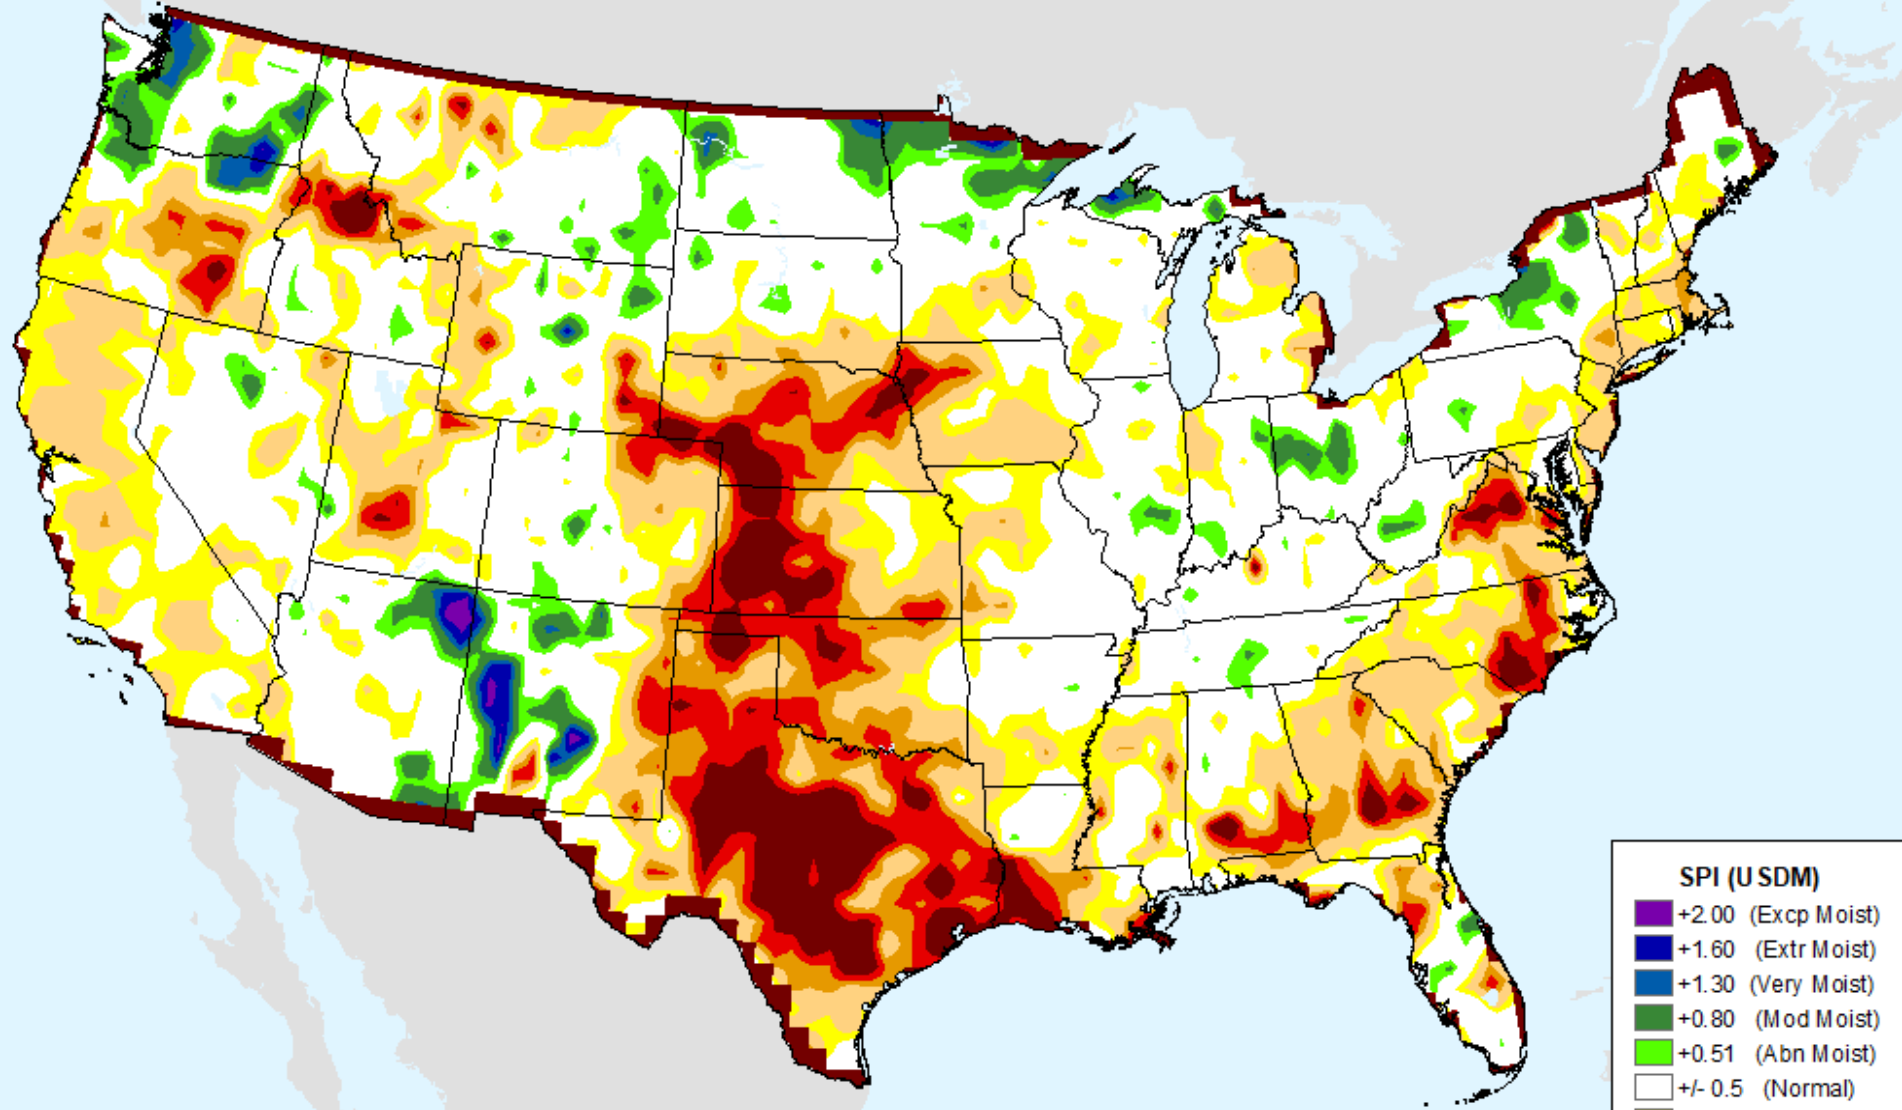 SPI (USDM)
+2.00 (Excp Moist)
+1.60 (Extr Moist)
+1.30 (Very Moist)
+0.80 (Mod Moist)
+0.51 (Abn Moist)
+/- 0.5 (Normal)